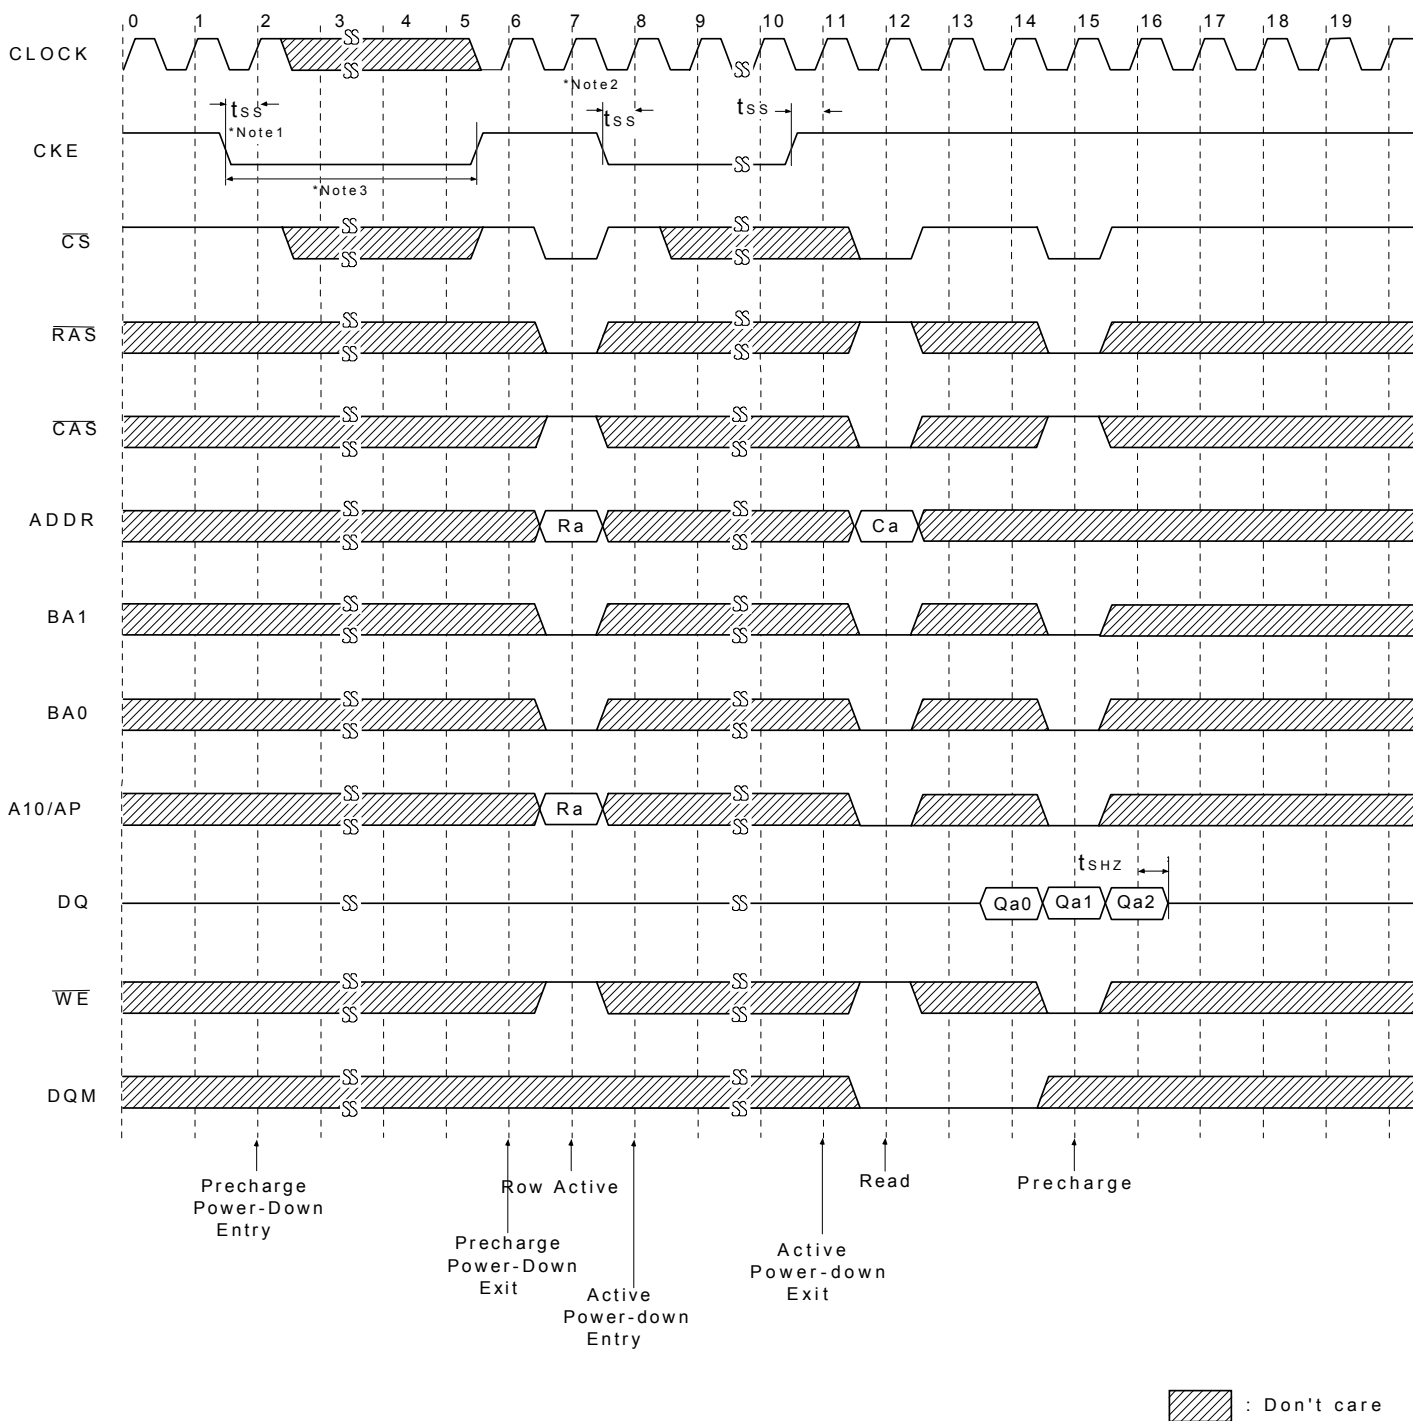 0 1 2 3 4 5 6 7 8 9 10 11 12 13 14 15 16 17 18 19
CLOCK
*Note2
tSS
*Note1
tSS
tSS
CKE
*Note3
CS
RAS
CAS
ADDR
Ra
Ca
BA1
BA0
A10/AP
Ra
tSHZ
DQ
Qa0
Qa1
Qa2
WE
DQM
Precharge
Power-Down
Entry
Row Active
Read
Precharge
Precharge
Power-Down
Exit
Active
Power-down
Exit
Active
Power-down
Entry
: Don't care